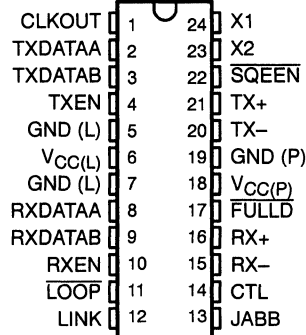 CLKOUT 1 24 X1
TXDATAA 2 23 X2
TXDATAB 3 22 SQEEN
TXEN 4 21 TX+
GND (L) 5 20 TX−
VCC(L) 6 19 GND (P)
GND (L) 7 18 VCC(P)
RXDATAA 8 17 FULLD
RXDATAB 9 16 RX+
RXEN 10 15 RX−
LOOP 11 14 CTL
LINK 12 13 JABB